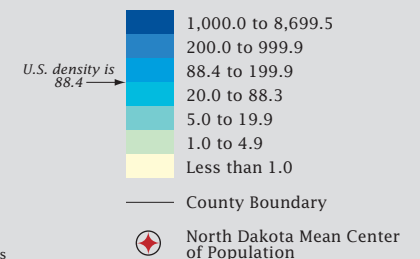 1,000.0 to 8,699.5
200.0 to 999.9
U.S. density is
88.4
88.4 to 199.9
20.0 to 88.3
5.0 to 19.9
1.0 to 4.9
Less than 1.0
County Boundary
North Dakota Mean Center
of Population
s